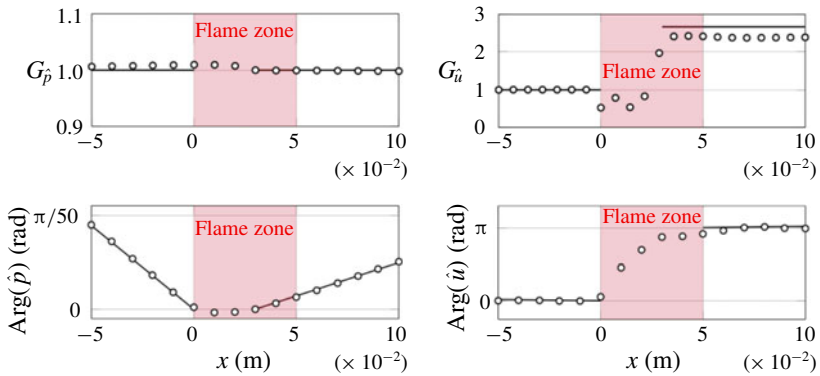 1.1
Flame zone
G_p̂ 1.0
0.9
−5 0 5 10
(× 10⁻²)
3
2
G_û
Flame zone
1
0
−5 0 5 10
(× 10⁻²)
π/50
Flame zone
Arg(p̂) (rad)
0
−5 0 5 10
x (m) (× 10⁻²)
Flame zone
π
Arg(û) (rad)
0
−5 0 5 10
x (m) (× 10⁻²)